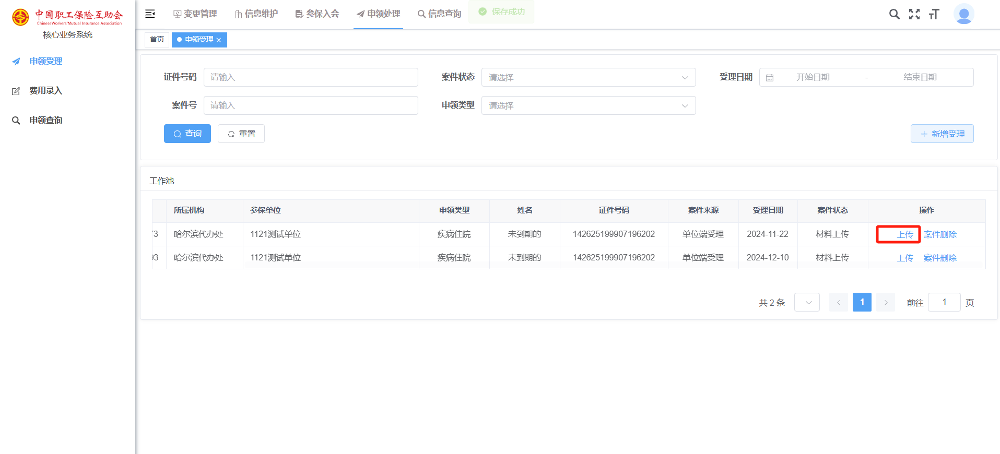 中国职工保险互助会
ChineseWorkers'Mutual Insurance Association
核心业务系统
变更管理 信息维护 参保入会 申领处理 信息查询
保存成功
首页 申领受理
申领受理
费用录入
申领查询
证件号码 请输入 案件状态 请选择 受理日期 开始日期 - 结束日期
案件号 请输入 申领类型 请选择
查询 重置 新增受理
工作池
所属机构 参保单位 申领类型 姓名 证件号码 案件来源 受理日期 案件状态 操作
3 哈尔滨代办处 1121测试单位 疾病住院 未到期的 142625199907196202 单位端受理 2024-11-22 材料上传 上传 案件删除
93 哈尔滨代办处 1121测试单位 疾病住院 未到期的 142625199907196202 单位端受理 2024-12-10 材料上传 上传 案件删除
共 2 条 1 前往 1 页